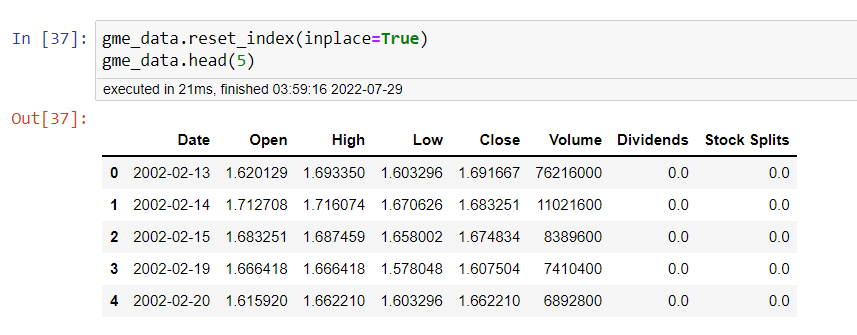 In [37]: gme_data.reset_index(inplace=True)
gme_data.head(5)
executed in 21ms, finished 03:59:16 2022-07-29
Out[37]:
Date Open High Low Close Volume Dividends Stock Splits
0 2002-02-13 1.620129 1.693350 1.603296 1.691667 76216000 0.0 0.0
1 2002-02-14 1.712708 1.716074 1.670626 1.683251 11021600 0.0 0.0
2 2002-02-15 1.683251 1.687459 1.658002 1.674834 8389600 0.0 0.0
3 2002-02-19 1.666418 1.666418 1.578048 1.607504 7410400 0.0 0.0
4 2002-02-20 1.615920 1.662210 1.603296 1.662210 6892800 0.0 0.0